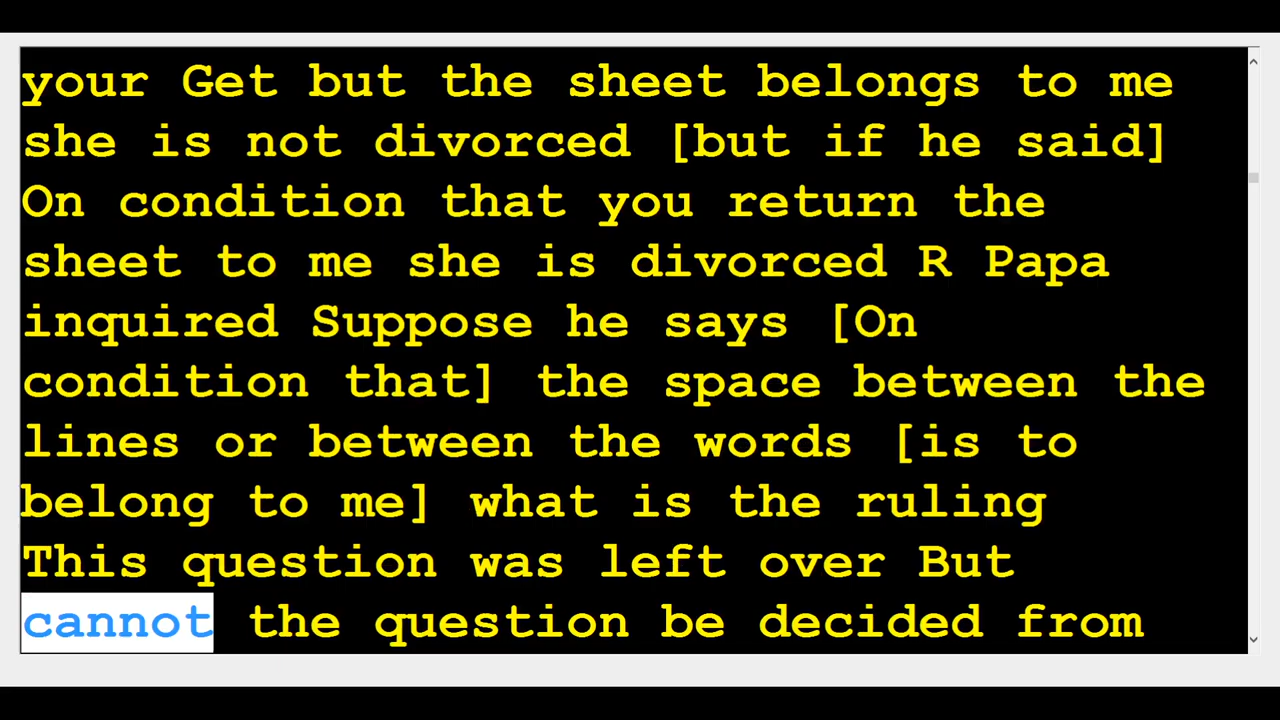 your Get but the sheet belongs to me
she is not divorced [but if he said]
On condition that you return the
sheet to me she is divorced R Papa
inquired Suppose he says [On
condition that] the space between the
lines or between the words [is to
belong to me] what is the ruling
This question was left over But
cannot the question be decided from